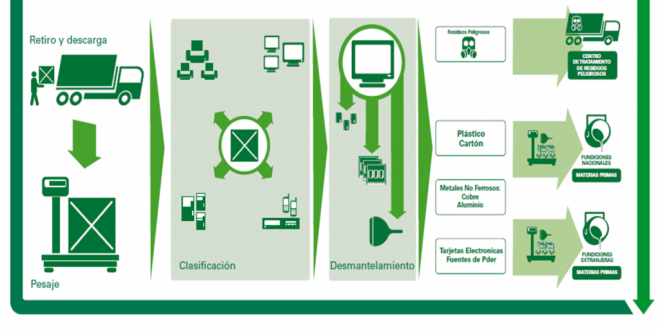 Retiro y descarga
Pesaje
Clasificación
Desmantelamiento
Residuos Peligrosos
CENTRO
DE TRATAMIENTO
DE RESIDUOS
PELIGROSOS
Plástico
Cartón
FUNDICIONES
NACIONALES
MATERIAS PRIMAS
Metales No Ferrosos:
Cobre
Aluminio
Tarjetas Electronicas
Fuentes de Pder
FUNDICIONES
EXTRANJERAS
MATERIAS PRIMAS